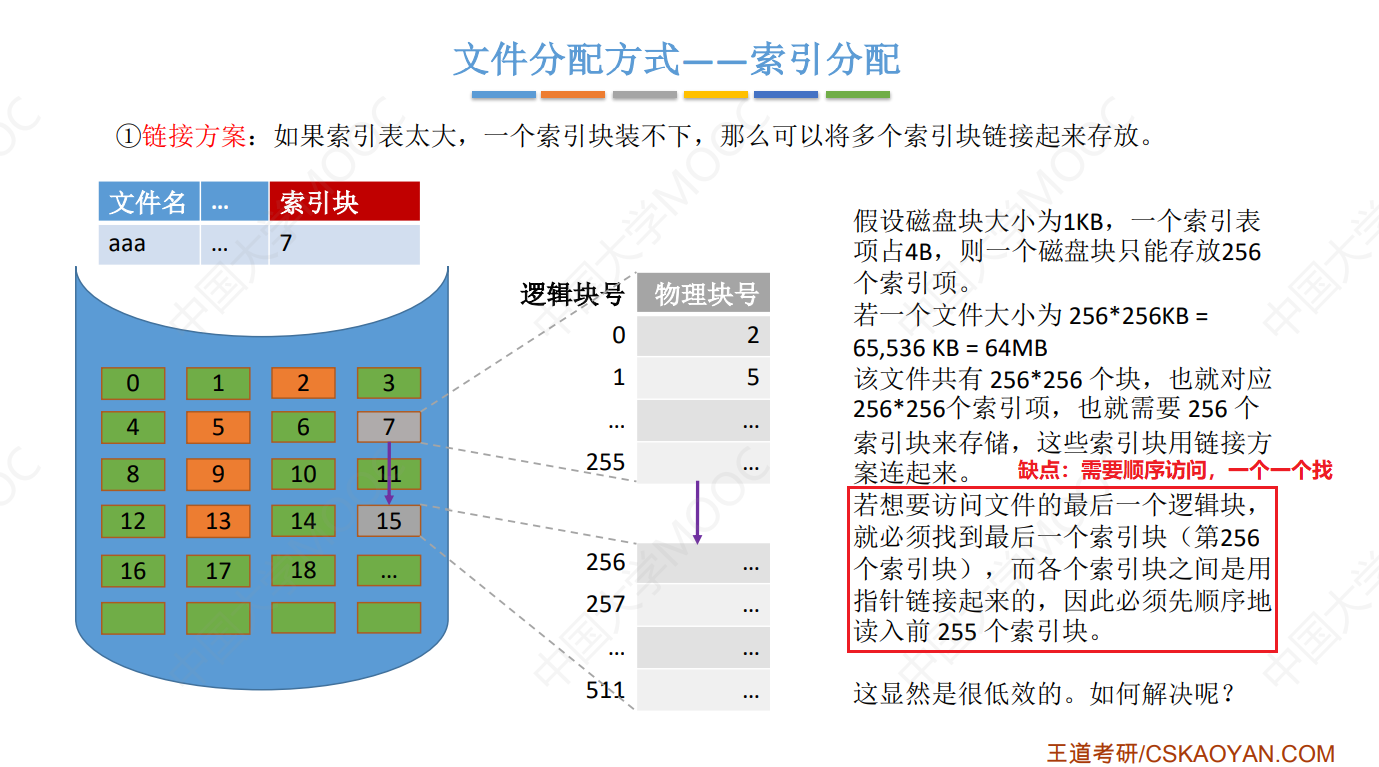 文件分配方式——索引分配
①链接方案：如果索引表太大，一个索引块装不下，那么可以将多个索引块链接起来存放。
文件名 ... 索引块
aaa ... 7
0 1 2 3
4 5 6 7
8 9 10 11
12 13 14 15
16 17 18 ...
逻辑块号 物理块号
0 2
1 5
... ...
255 ...
256 ...
257 ...
... ...
511 ...
假设磁盘块大小为1KB，一个索引表
项占4B，则一个磁盘块只能存放256
个索引项。
若一个文件大小为 256*256KB =
65,536 KB = 64MB
该文件共有 256*256 个块，也就对应
256*256个索引项，也就需要 256 个
索引块来存储，这些索引块用链接方
案连起来。
缺点：需要顺序访问，一个一个找
若想要访问文件的最后一个逻辑块，
就必须找到最后一个索引块（第256
个索引块），而各个索引块之间是用
指针链接起来的，因此必须先顺序地
读入前 255 个索引块。
这显然是很低效的。如何解决呢？
王道考研/CSKAOYAN.COM
中国大学MOOC